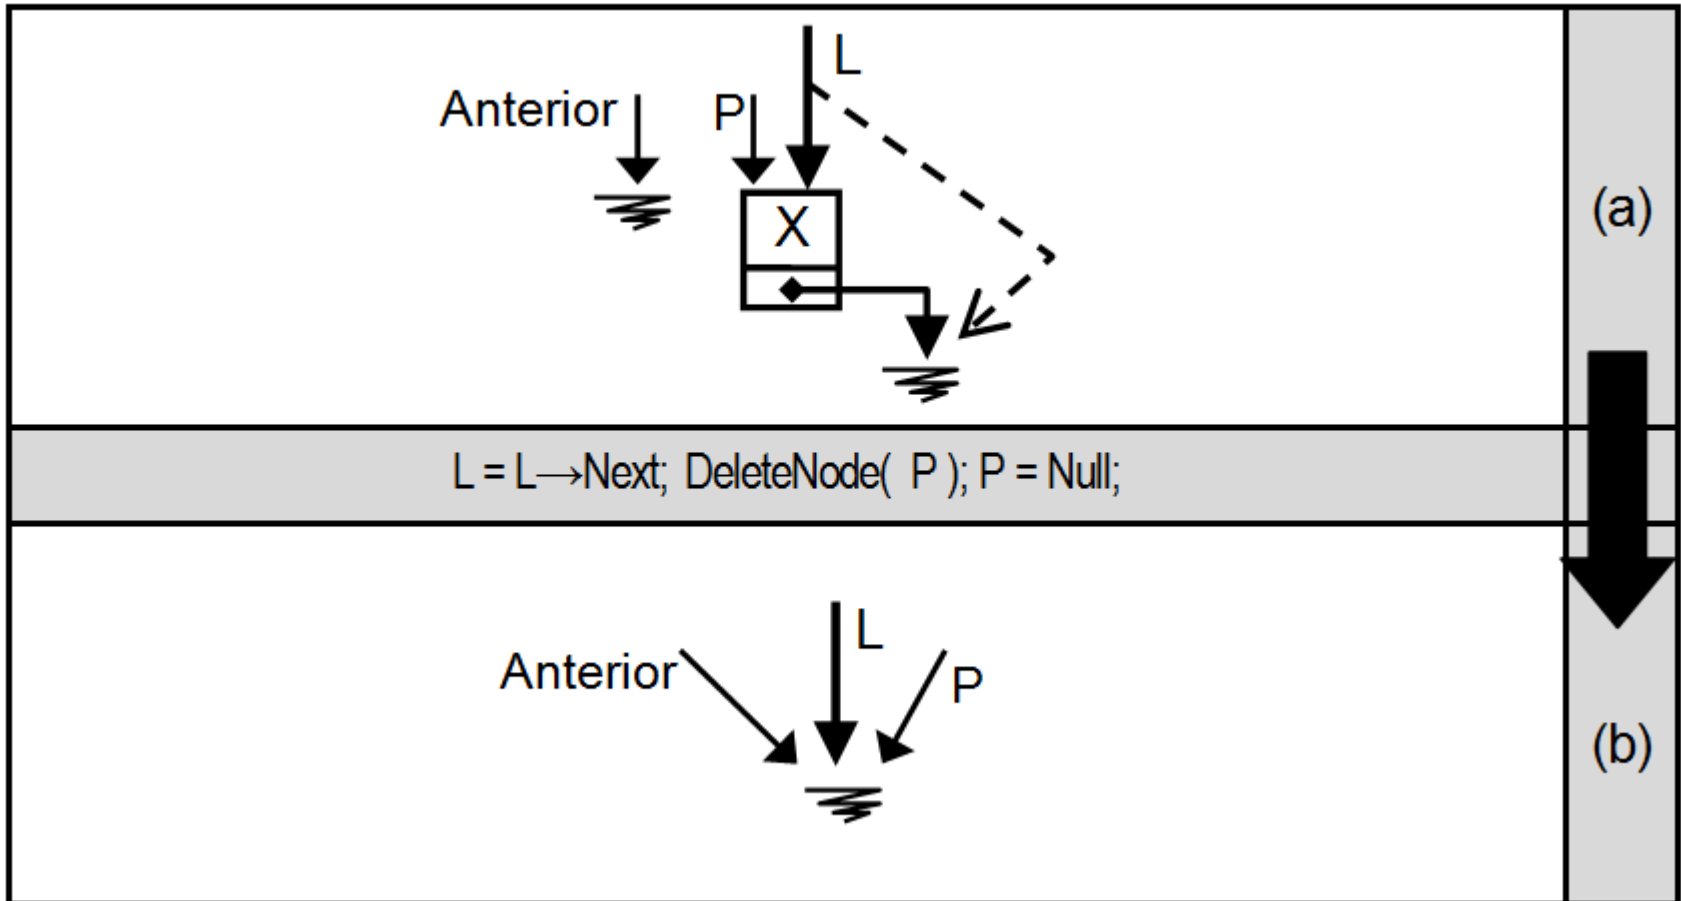 L
Anterior
P
X
(a)
L = L→Next; DeleteNode( P ); P = Null;
L
Anterior
P
(b)